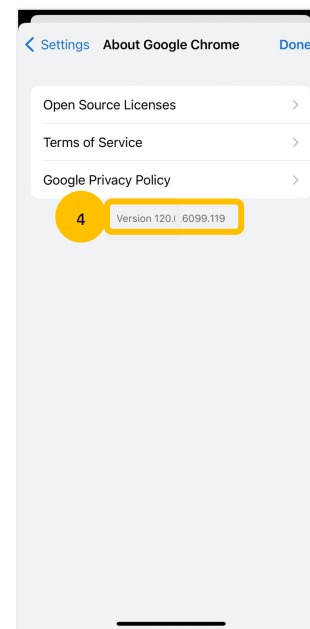 Settings About Google Chrome Done
Open Source Licenses
Terms of Service
Google Privacy Policy
4 Version 120.( .6099.119